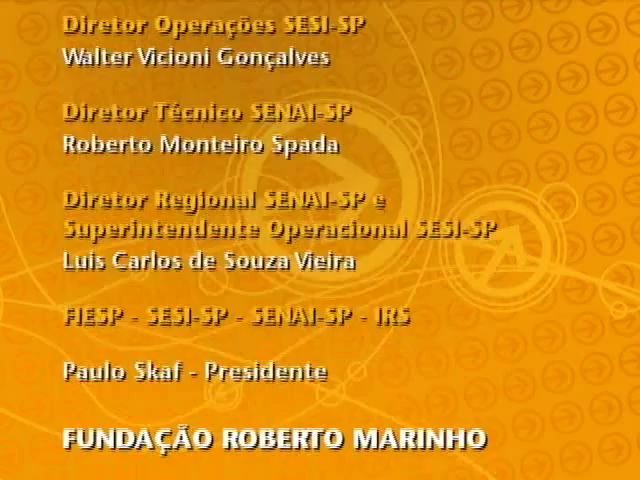 Diretor Operações SESI-SP
Walter Vicioni Gonçalves
Diretor Técnico SENAI-SP
Roberto Monteiro Spada
Diretor Regional SENAI-SP e
Superintendente Operacional SESI-SP
Luis Carlos de Souza Vieira
FIESP - SESI-SP - SENAI-SP - IRS
Paulo Skaf - Presidente
FUNDAÇÃO ROBERTO MARINHO